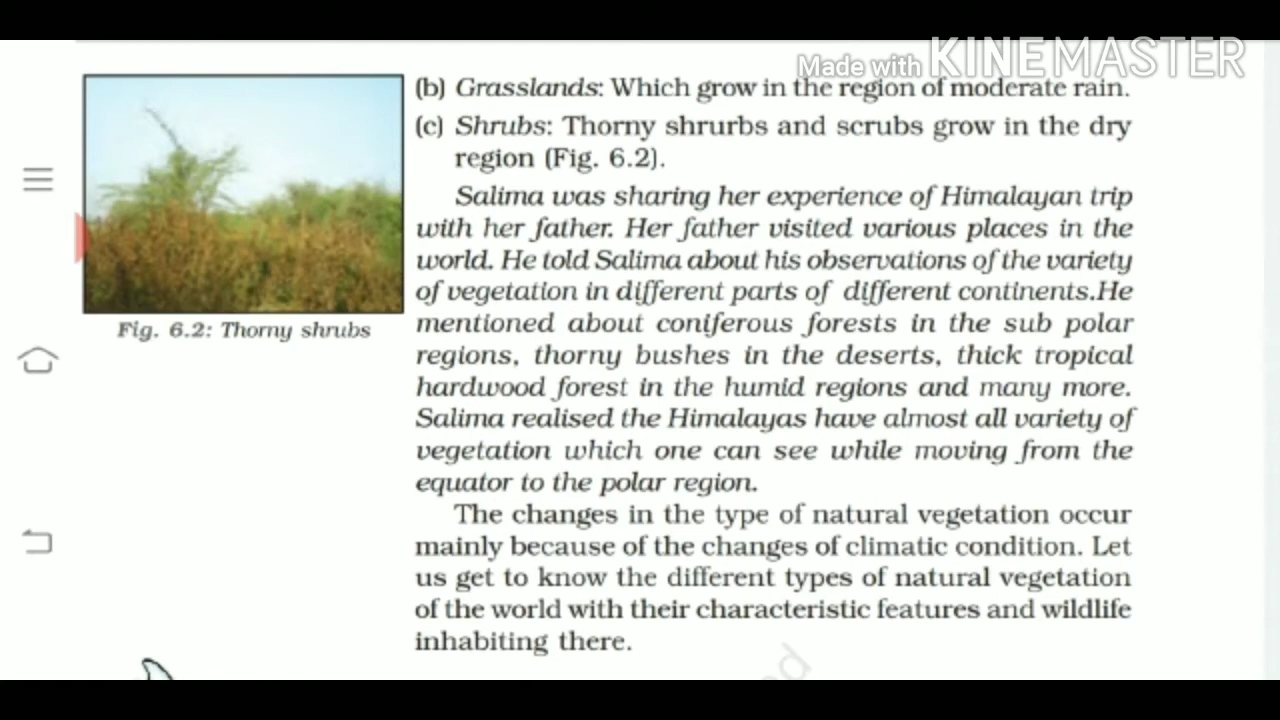 Made with KINEMASTER
(b) Grasslands: Which grow in the region of moderate rain.
(c) Shrubs: Thorny shrurbs and scrubs grow in the dry
region (Fig. 6.2).
Salima was sharing her experience of Himalayan trip
with her father. Her father visited various places in the
world. He told Salima about his observations of the variety
of vegetation in different parts of different continents.He
mentioned about coniferous forests in the sub polar
regions, thorny bushes in the deserts, thick tropical
hardwood forest in the humid regions and many more.
Salima realised the Himalayas have almost all variety of
vegetation which one can see while moving from the
equator to the polar region.
The changes in the type of natural vegetation occur
mainly because of the changes of climatic condition. Let
us get to know the different types of natural vegetation
of the world with their characteristic features and wildlife
inhabiting there.
Fig. 6.2: Thorny shrubs